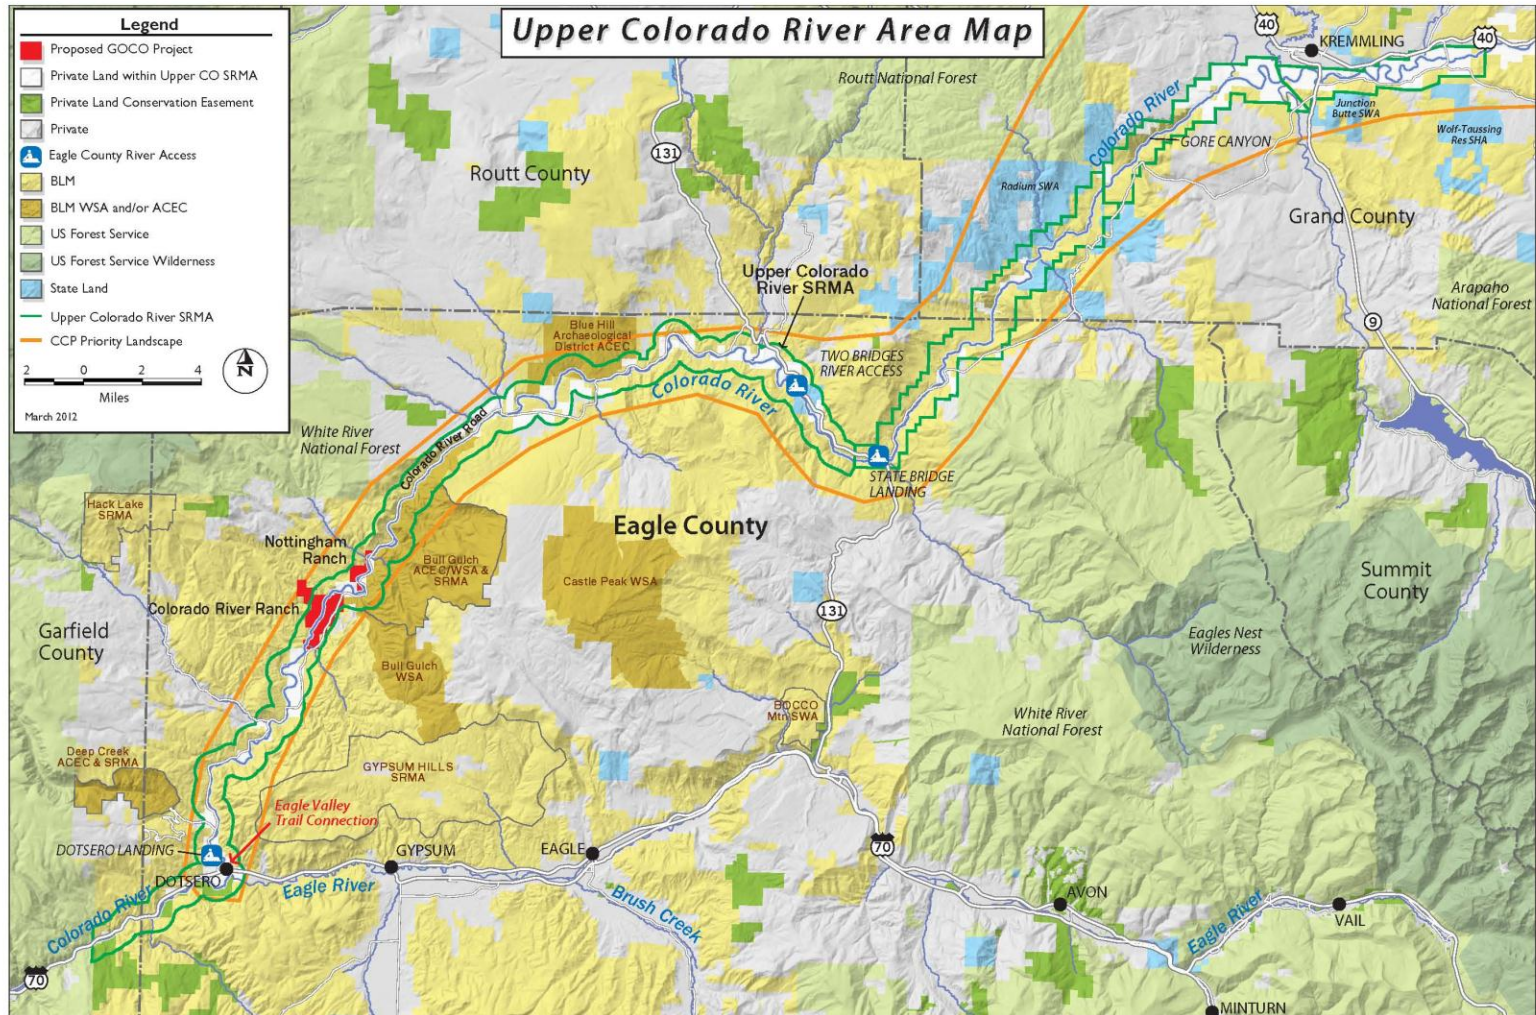 Upper Colorado River Area Map
Legend
Proposed GOCO Project
Private Land within Upper CO SRMA
Private Land Conservation Easement
Private
Eagle County River Access
BLM
BLM WSA and/or ACEC
US Forest Service
US Forest Service Wilderness
State Land
Upper Colorado River SRMA
CCP Priority Landscape
2 0 2 4
Miles
N
March 2012
40
KREMMLING
40
Routt National Forest
Colorado River
Junction
Butte SWA
Wolf-Taussing
Res SHA
GORE CANYON
131
Routt County
Radium SWA
Grand County
Upper Colorado
River SRMA
Arapaho
National Forest
9
Blue Hill
Archaeological
District ACEC
TWO BRIDGES
RIVER ACCESS
Colorado River
Colorado River Road
White River
National Forest
STATE BRIDGE
LANDING
Hack Lake
SRMA
Eagle County
Nottingham
Ranch
Bull Gulch
ACEC/WSA &
SRMA
Castle Peak WSA
Summit
County
Colorado River Ranch
131
Garfield
County
Eagles Nest
Wilderness
Bull Gulch
WSA
BOCCO
Mtn SWA
White River
National Forest
Deep Creek
ACEC & SRMA
GYPSUM HILLS
SRMA
Eagle Valley
Trail Connection
DOTSERO LANDING
GYPSUM
EAGLE
70
DOTSERO
Eagle River
Brush Creek
AVON
Colorado River
Eagle River
VAIL
70
MINTURN